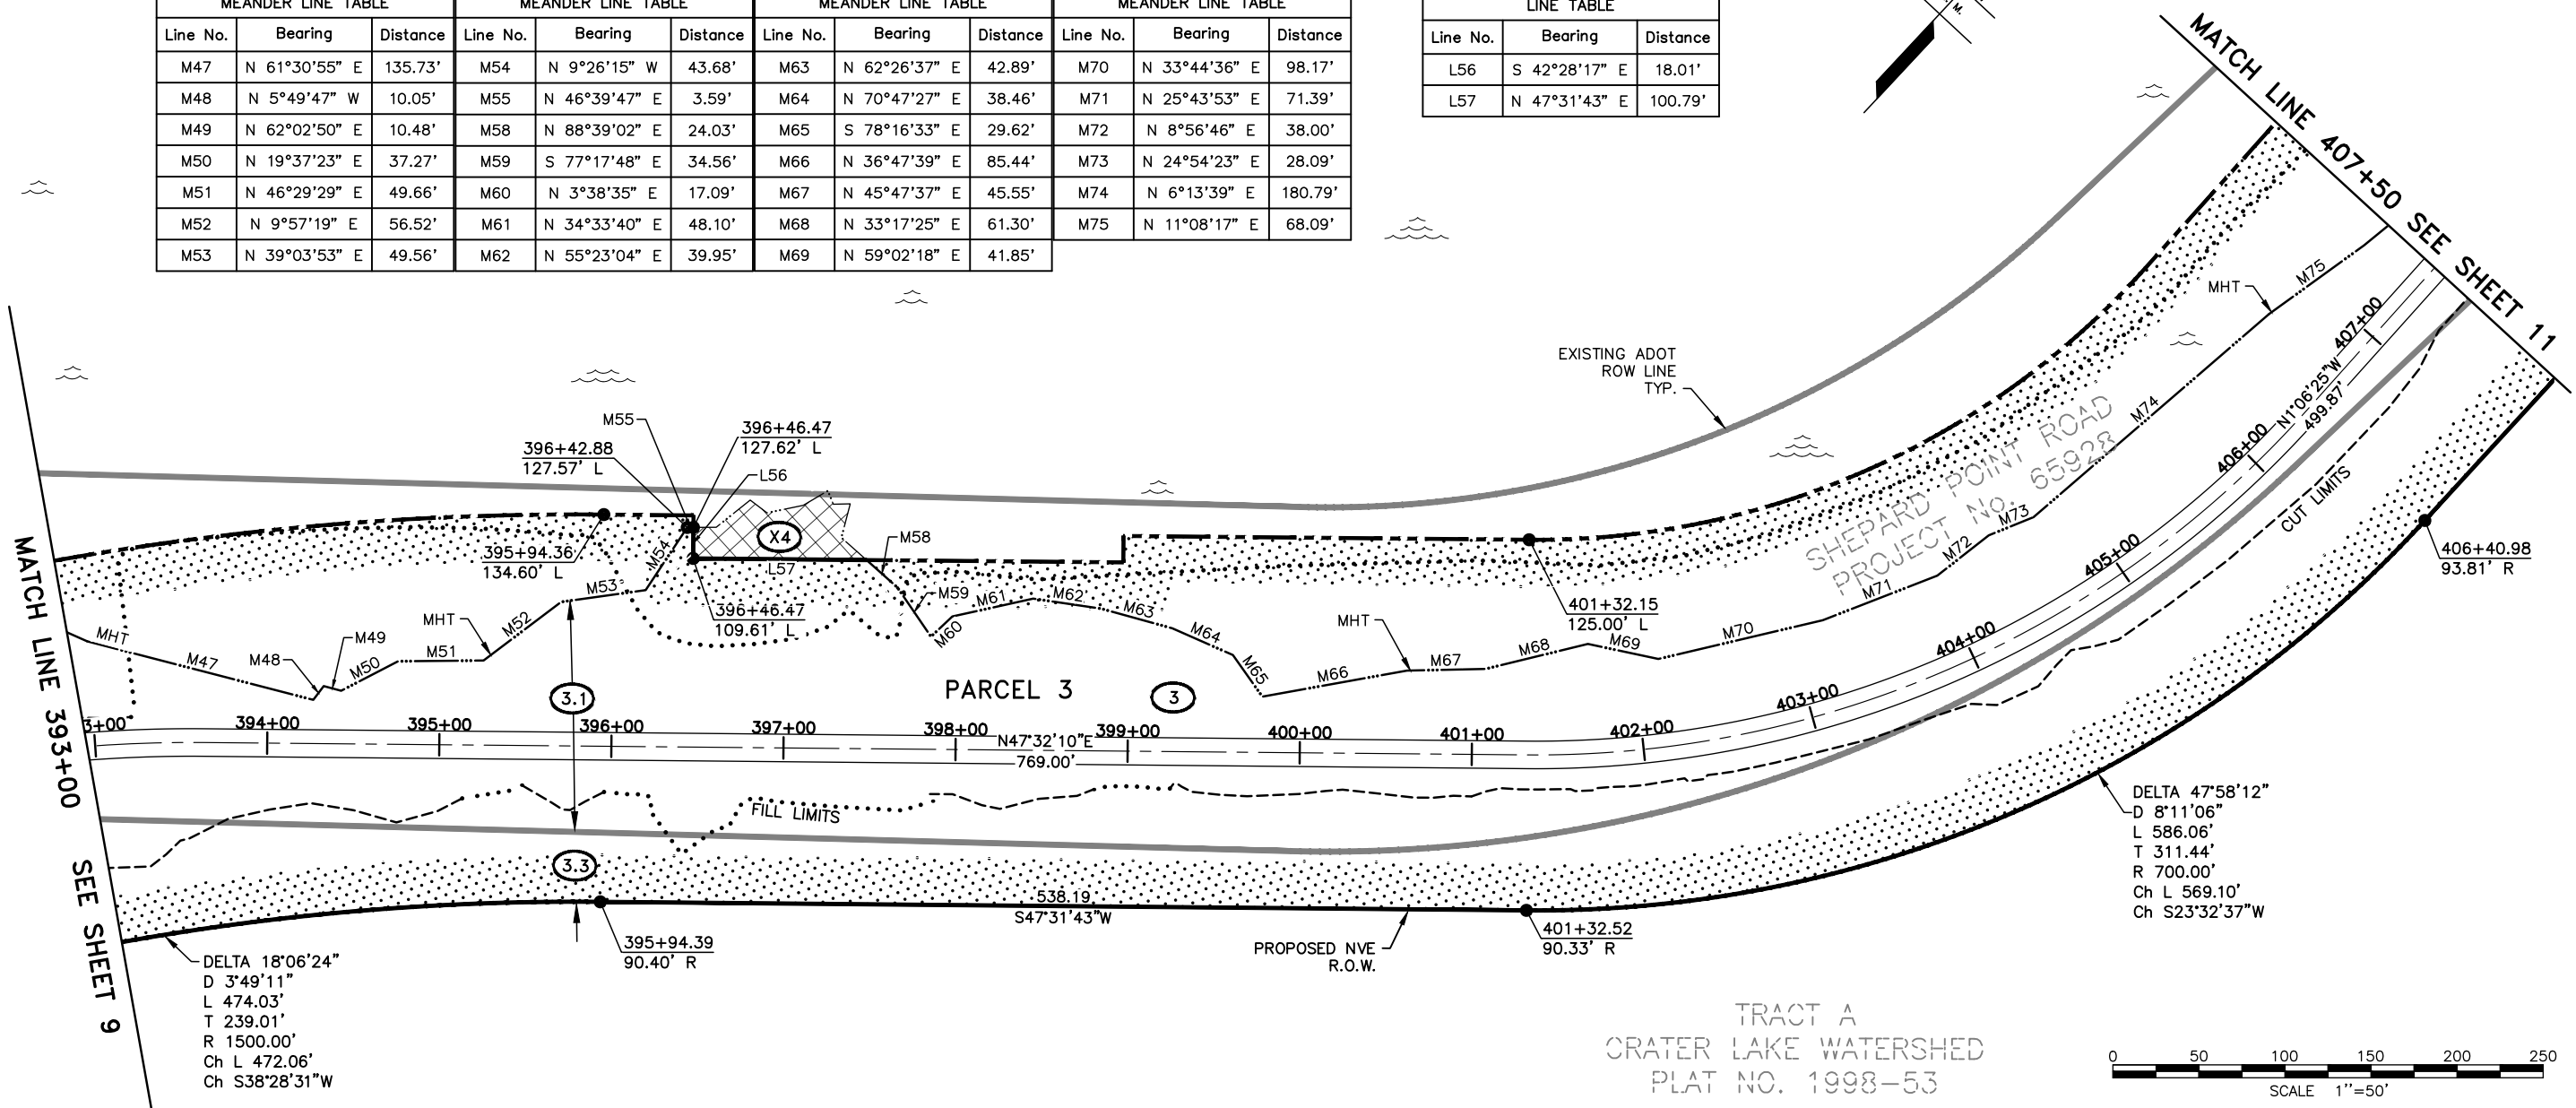 MEANDER LINE TABLE
Line No. Bearing Distance
M47 N 61°30'55" E 135.73'
M48 N 5°49'47" W 10.05'
M49 N 62°02'50" E 10.48'
M50 N 19°37'23" E 37.27'
M51 N 46°29'29" E 49.66'
M52 N 9°57'19" E 56.52'
M53 N 39°03'53" E 49.56'
MEANDER LINE TABLE
Line No. Bearing Distance
M54 N 9°26'15" W 43.68'
M55 N 46°39'47" E 3.59'
M58 N 88°39'02" E 24.03'
M59 S 77°17'48" E 34.56'
M60 N 3°38'35" E 17.09'
M61 N 34°33'40" E 48.10'
M62 N 55°23'04" E 39.95'
MEANDER LINE TABLE
Line No. Bearing Distance
M63 N 62°26'37" E 42.89'
M64 N 70°47'27" E 38.46'
M65 S 78°16'33" E 29.62'
M66 N 36°47'39" E 85.44'
M67 N 45°47'37" E 45.55'
M68 N 33°17'25" E 61.30'
M69 N 59°02'18" E 41.85'
MEANDER LINE TABLE
Line No. Bearing Distance
M70 N 33°44'36" E 98.17'
M71 N 25°43'53" E 71.39'
M72 N 8°56'46" E 38.00'
M73 N 24°54'23" E 28.09'
M74 N 6°13'39" E 180.79'
M75 N 11°08'17" E 68.09'
LINE TABLE
Line No. Bearing Distance
L56 S 42°28'17" E 18.01'
L57 N 47°31'43" E 100.79'
M.
MATCH LINE 407+50 SEE SHEET 11
MHT
M75
407+00
EXISTING ADOT
ROW LINE
TYP.
N1°06'25"W
499.87'
SHEPARD POINT ROAD
PROJECT No. 65928
M74
406+00
CUT LIMITS
M55
396+46.47
127.62' L
396+42.88
127.57' L
L56
X4
M58
395+94.36
134.60' L
M54
L57
M73
M72
405+00
406+40.98
93.81' R
MATCH LINE 393+00 SEE SHEET 9
M53
M59
M61
M62
M63
396+46.47
109.61' L
401+32.15
125.00' L
M71
MHT
M47
M48
M49
M50
M51
MHT
M52
M60
M64
M65
MHT
M66
M67
M68
M69
M70
404+00
3.1
PARCEL 3
3
403+00
3+00
394+00
395+00
396+00
397+00
398+00
N47°32'10"E
769.00'
399+00
400+00
401+00
402+00
FILL LIMITS
3.3
538.19
S47°31'43"W
DELTA 47°58'12"
D 8°11'06"
L 586.06'
T 311.44'
R 700.00'
Ch L 569.10'
Ch S23°32'37"W
395+94.39
90.40' R
PROPOSED NVE
R.O.W.
401+32.52
90.33' R
DELTA 18°06'24"
D 3°49'11"
L 474.03'
T 239.01'
R 1500.00'
Ch L 472.06'
Ch S38°28'31"W
TRACT A
CRATER LAKE WATERSHED
PLAT NO. 1998-53
0 50 100 150 200 250
SCALE 1"=50'